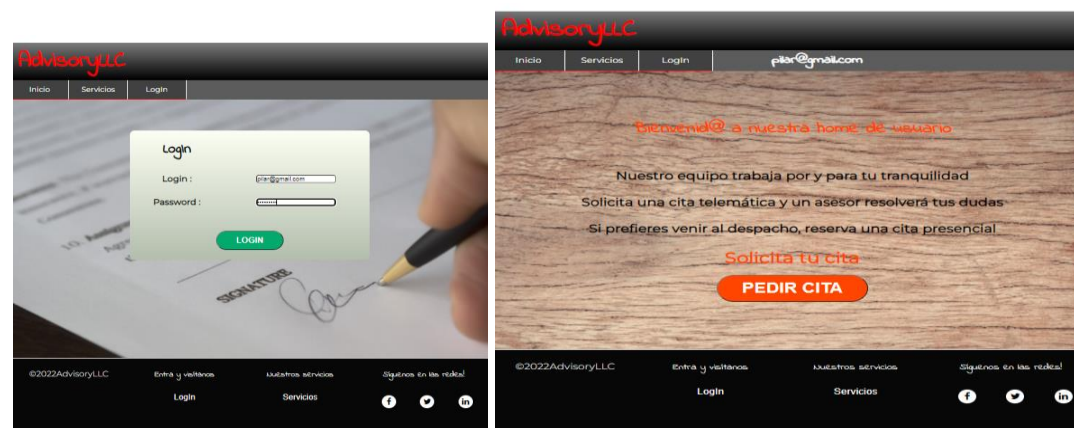 AdvisoryLLC
Inicio Servicios Login
Login
Login : pilar@gmail.com
Password :
LOGIN
SIGNATURE
©2022AdvisoryLLC Entra y visítanos Nuestros servicios Síguenos en las redes!
Login Servicios
AdvisoryLLC
Inicio Servicios Login pilar@gmail.com
Bienvenid@ a nuestra home de usuario
Nuestro equipo trabaja por y para tu tranquilidad
Solicita una cita telemática y un asesor resolverá tus dudas
Si prefieres venir al despacho, reserva una cita presencial
Solicita tu cita
PEDIR CITA
©2022AdvisoryLLC Entra y visítanos Nuestros servicios Síguenos en las redes!
Login Servicios